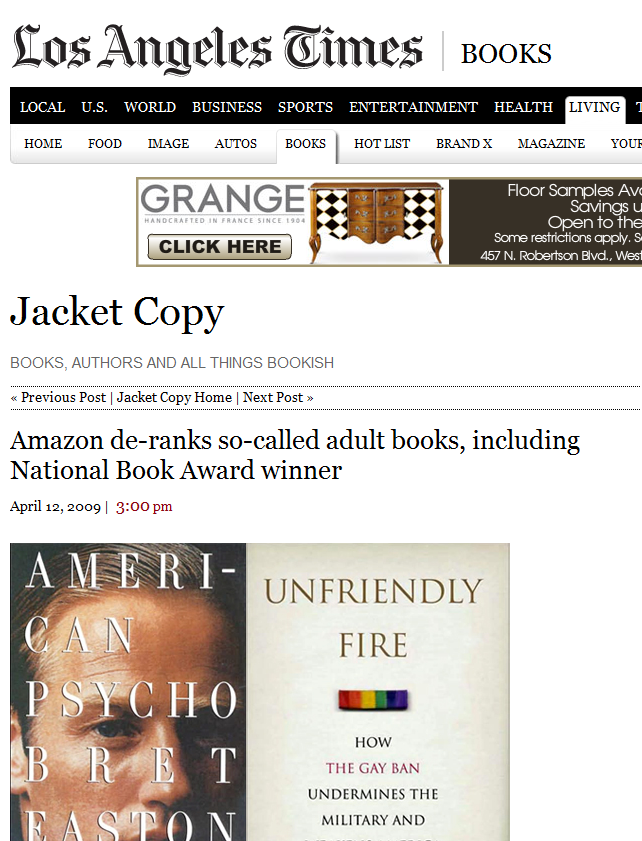 Los Angeles Times | BOOKS
LOCAL U.S. WORLD BUSINESS SPORTS ENTERTAINMENT HEALTH LIVING
HOME FOOD IMAGE AUTOS BOOKS HOT LIST BRAND X MAGAZINE YOUR
GRANGE
HANDCRAFTED IN FRANCE SINCE 1904
CLICK HERE
Floor Samples Ava
Savings u
Open to the
Some restrictions apply. S
457 N. Robertson Blvd., West
Jacket Copy
BOOKS, AUTHORS AND ALL THINGS BOOKISH
« Previous Post | Jacket Copy Home | Next Post »
Amazon de-ranks so-called adult books, including
National Book Award winner
April 12, 2009 | 3:00 pm
AMERI-
CAN
PSYCHO
BRET
EASTON
UNFRIENDLY
FIRE
HOW
THE GAY BAN
UNDERMINES THE
MILITARY AND